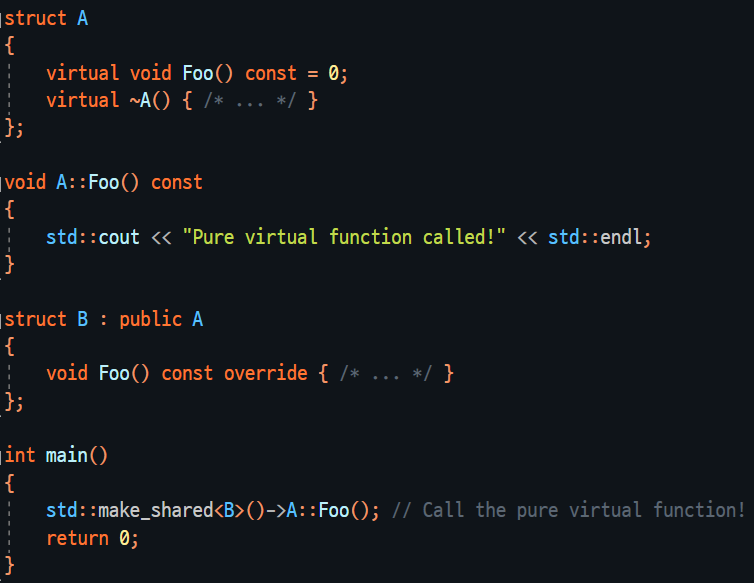 struct A
{
    virtual void Foo() const = 0;
    virtual ~A() { /* ... */ }
};

void A::Foo() const
{
    std::cout << "Pure virtual function called!" << std::endl;
}

struct B : public A
{
    void Foo() const override { /* ... */ }
};

int main()
{
    std::make_shared<B>()->A::Foo(); // Call the pure virtual function!
    return 0;
}